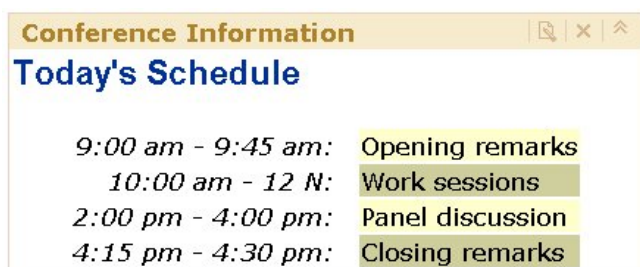 Conference Information
Today's Schedule
9:00 am - 9:45 am: Opening remarks
10:00 am - 12 N: Work sessions
2:00 pm - 4:00 pm: Panel discussion
4:15 pm - 4:30 pm: Closing remarks